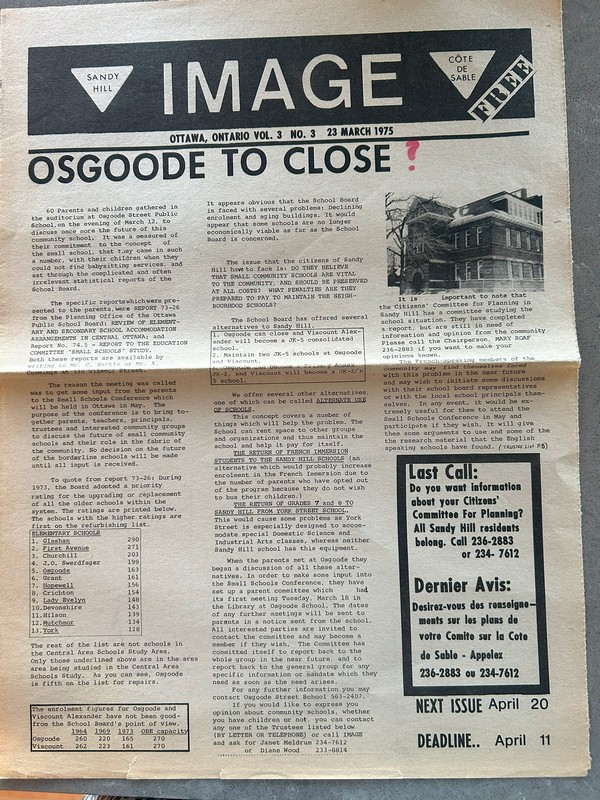 SANDY
HILL
IMAGE
CÔTE
DE
SABLE
FREE
OTTAWA, ONTARIO VOL. 3 NO. 3 23 MARCH 1975
OSGOODE TO CLOSE ?
60 Parents and children gathered in
the auditorium at Osgoode Street Public
School,on the evening of March 12, to
discuss once more the future of this
community school. It was a measured of
their commitment to the concept of
the small school, that they came in such
a number, with their children when they
could not find babysitting services, and
sat through the complicated and often
irrelevant statistical reports of the
School Board.
The specific reportswhichwere pre-
sented to the parents,were REPORT 73-26
from the Planning Office of the Ottawa
Public School Board: REVIEW OF ELEMENT-
ARY AND SECONDARY SCHOOL ACCOMMODATION
ARRANGEMENTS IN CENTRAL OTTAWA; and
Report No. 74.5 - REPORT TO THE EDUCATION
COMMITTEE "SMALL SCHOOLS" STUDY.
Both these reports are available by
The reason the meeting was called
was to get some input from the parents
to the Small Schools Conference which
will be held in Ottawa in May. The
purpose of the conference is to bring to-
gether parents, teachers, principals,
trustees and interested community groups
to discuss the future of small community
schools and their role in the fabric of
the community. No decision on the future
of the borderline schools will be made
until all input is received.
To quote from report 73-26: During
1973, the Board adopted a priority
rating for the upgrading or replacement
of all the older schools within the
system. The ratings are printed below.
The schools with the higher ratings are
first on the refurbishing list.
ELEMENTARY SCHOOLS
1. Glashan 290
2. First Avenue 271
3. Churchill 203
4. J.O. Swerdfager 199
5. Osgoode 163
6. Grant 161
7. Hopewell 156
8. Crichton 154
9. Lady Evelyn 148
10.Devonshire 143
11.Hilson 139
12.Mutchmor 134
13.York 128
The rest of the list are not schools in
the Central Area Schools Study Area.
Only those underlined above are in the area
area being studied in the Central Area
Schools Study. As you can see, Osgoode
is fifth on the list for repairs.
The enrolment figures for Osgoode and
Viscount Alexander have not been good-
from the School Board's point of view.
1964 1969 1973 OBE capacity
Osgoode 260 220 165 270
Viscount 262 223 161 270
It appears obvious that the School Board
is faced with several problems: Declining
enrolment and aging buildings. It would
appear that some schools are no longer
economically viable as far as the School
Board is concerned.
The issue that the citizens of Sandy
Hill have to face is: DO THEY BELIEVE
THAT SMALL COMMUNITY SCHOOLS ARE VITAL
TO THE COMMUNITY, AND SHOULD BE PRESERVED
AT ALL COSTS? WHAT PENALTIES ARE THEY
PREPARED TO PAY TO MAINTAIN THE NEIGH-
BOURHOOD SCHOOLS?
The School Board has offered several
alternatives to Sandy Hill.
1. Osgoode can close and Viscount Alex-
ander will become a JK-5 consolidated
school.
2. Maintain two JK-5 schools at Osgoode
and Viscount.
school.
We offer several other alternatives,
one of which can be called ALTERNATE USE
OF SCHOOLS.
This concept covers a number of
things which will help the problem. The
School can rent space to other groups
and organizations and thus maintain the
school and help it pay for itself.
THE RETURN OF FRENCH IMMERSION
STUDENTS TO THE SANDY HILL SCHOOLS (an
alternative which would probably increase
enrolment in the French Immersion due to
the number of parents who have opted out
of the program because they do not wish
to bus their children.)
THE RETURN OF GRADES 7 and 8 TO
SANDY HILL FROM YORK STREET SCHOOL.
This would cause some problems as York
Street is especially designed to accom-
modate special Domestic Science and
Industrial Arts classes, whereas neither
Sandy Hill school has this equipment.
When the parents met at Osgoode they
began a discussion of all these alter-
natives. In order to make some input into
the Small Schools Conference, they have
set up a parent committee which had
its first meeting Tuesday, March 18 in
the Library at Osgoode School. The dates
of any further meetings will be sent to
parents in a notice sent from the school.
All interested parties are invited to
contact the committee and may become a
member if they wish. The Committee has
committed itself to report back to the
whole group in the near future, and to
report back to the general for any
specific information or mandate which they
need as soon as the need arises.
For any further information you may
contact Osgoode Street School 563-2407.
If you would like to express you
opinion about community schools, whether
you have children or not, you can contact
any one of the Trustees listed below
(BY LETTER OR TELEPHONE) or call IMAGE
and ask for Janet Meldrum 234-7612
or Diane Wood 233-8814
It is important to note that
the Citizens' Committee for Planning in
Sandy Hill has a committee studying the
school situation. They have completed
a report, but are still in need of
information and opinion from the community
Please call the Chairperson, MARY ROAF
236-2883 if you want to make your
opinions known.
The French-speaking members of the
community may find themselves faced
with this problem in the near future
and may wish to initiate some discussions
with their school board representatives
or with the local school principals them-
selves. In any event, it would be ex-
tremely useful for them to attend the
Small Schools Conference in May and
participate if they wish. It will give
them some arguments to use and some of
the research material that the English
speaking schools have found.
Last Call:
Do you want information
about your Citizens'
Committee For Planning?
All Sandy Hill residents
belong. Call 236-2883
or 234- 7612
Dernier Avis:
Desirez-vous des renseigne-
ments sur les plans de
votre Comite sur la Cote
de Sable - Appelez
236-2883 ou 234-7612
NEXT ISSUE April 20
DEADLINE.. April 11